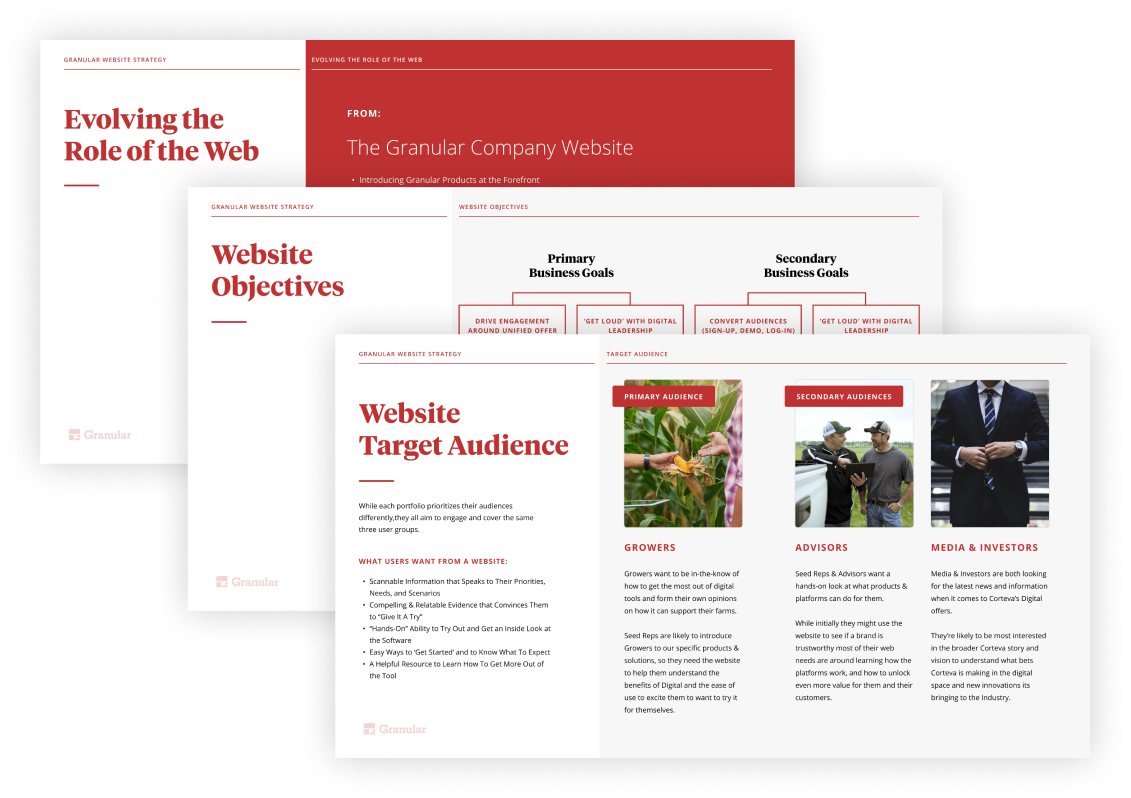 GRANULAR WEBSITE STRATEGY
Evolving the
Role of the Web
Granular
EVOLVING THE ROLE OF THE WEB
FROM:
The Granular Company Website
• Introducing Granular Products at the Forefront
GRANULAR WEBSITE STRATEGY
Website
Objectives
Granular
WEBSITE OBJECTIVES
Primary
Business Goals
DRIVE ENGAGEMENT
AROUND UNIFIED OFFER
'GET LOUD' WITH DIGITAL
LEADERSHIP
Secondary
Business Goals
CONVERT AUDIENCES
(SIGN-UP, DEMO, LOG-IN)
'GET LOUD' WITH DIGITAL
LEADERSHIP
GRANULAR WEBSITE STRATEGY
Website
Target Audience
While each portfolio prioritizes their audiences
differently,they all aim to engage and cover the same
three user groups.
WHAT USERS WANT FROM A WEBSITE:
• Scannable Information that Speaks to Their Priorities,
Needs, and Scenarios
• Compelling & Relatable Evidence that Convinces Them
to “Give It A Try”
• “Hands-On” Ability to Try Out and Get an Inside Look at
the Software
• Easy Ways to ‘Get Started’ and to Know What To Expect
• A Helpful Resource to Learn How To Get More Out of
the Tool
Granular
TARGET AUDIENCE
PRIMARY AUDIENCE
GROWERS
Growers want to be in-the-know of
how to get the most out of digital
tools and form their own opinions
on how it can support their farms.
Seed Reps are likely to introduce
Growers to our specific products &
solutions, so they need the website
to help them understand the
benefits of Digital and the ease of
use to excite them to want to try it
for themselves.
SECONDARY AUDIENCES
ADVISORS
Seed Reps & Advisors want a
hands-on look at what products &
platforms can do for them.
While initially they might use the
website to see if a brand is
trustworthy most of their web
needs are around learning how the
platforms work, and how to unlock
even more value for them and their
customers.
MEDIA & INVESTORS
Media & Investors are both looking
for the latest news and information
when it comes to Corteva’s Digital
offers.
They’re likely to be most interested
in the broader Corteva story and
vision to understand what bets
Corteva is making in the digital
space and new innovations its
bringing to the Industry.